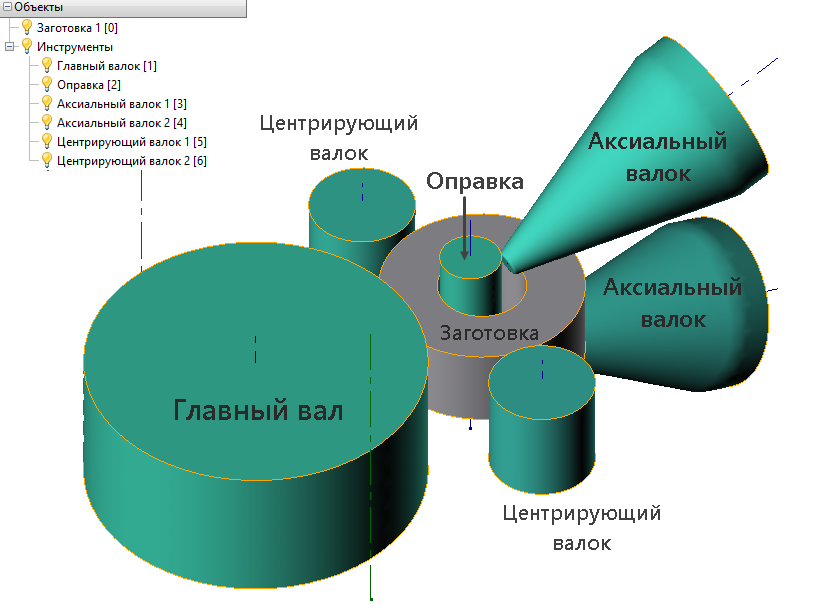 Объекты
Заготовка 1 [0]
Инструменты
Главный валок [1]
Оправка [2]
Аксиальный валок 1 [3]
Аксиальный валок 2 [4]
Центрирующий валок 1 [5]
Центрирующий валок 2 [6]
Центрирующий
валок
Оправка
Аксиальный
валок
Аксиальный
валок
Заготовка
Главный вал
Центрирующий
валок